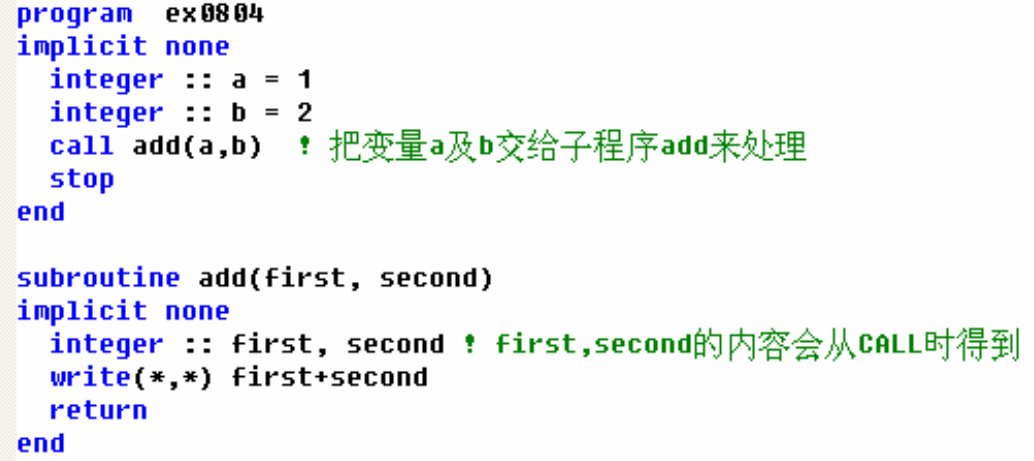 program  ex0804
implicit none
  integer :: a = 1
  integer :: b = 2
  call add(a,b)  ! 把变量a及b交给子程序add来处理
  stop
end

subroutine add(first, second)
implicit none
  integer :: first, second ! first,second的内容会从CALL时得到
  write(*,*) first+second
  return
end